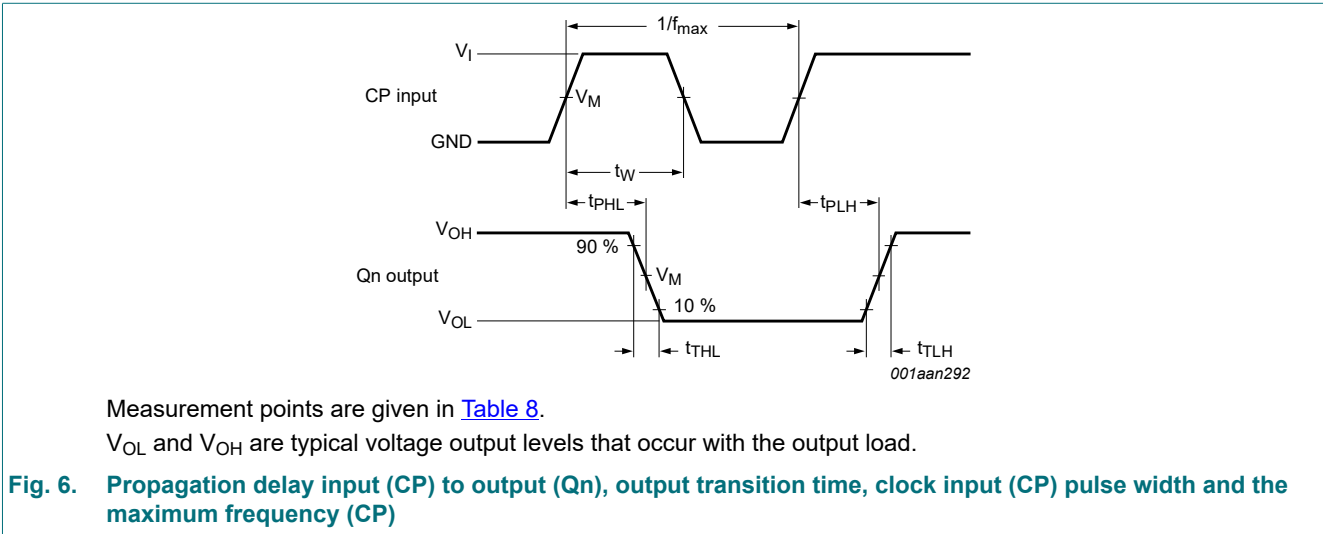 1/fmax
VI
CP input
VM
GND
tW
tPHL
tPLH
VOH
90 %
Qn output
VM
10 %
VOL
tTHL
tTLH
001aan292
Measurement points are given in Table 8.
VOL and VOH are typical voltage output levels that occur with the output load.
Fig. 6. Propagation delay input (CP) to output (Qn), output transition time, clock input (CP) pulse width and the
maximum frequency (CP)